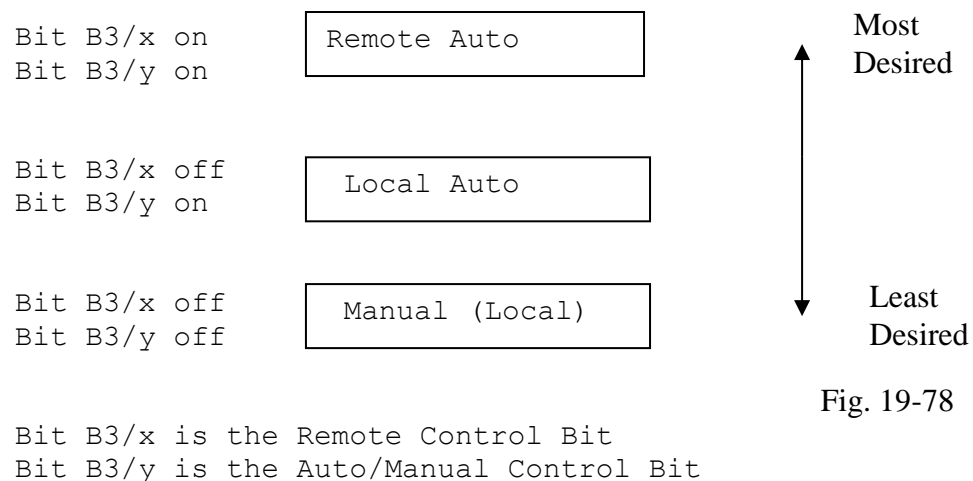 Bit B3/x on
Bit B3/y on
Remote Auto
Most
Desired
Bit B3/x off
Bit B3/y on
Local Auto
Bit B3/x off
Bit B3/y off
Manual (Local)
Least
Desired
Fig. 19-78
Bit B3/x is the Remote Control Bit
Bit B3/y is the Auto/Manual Control Bit